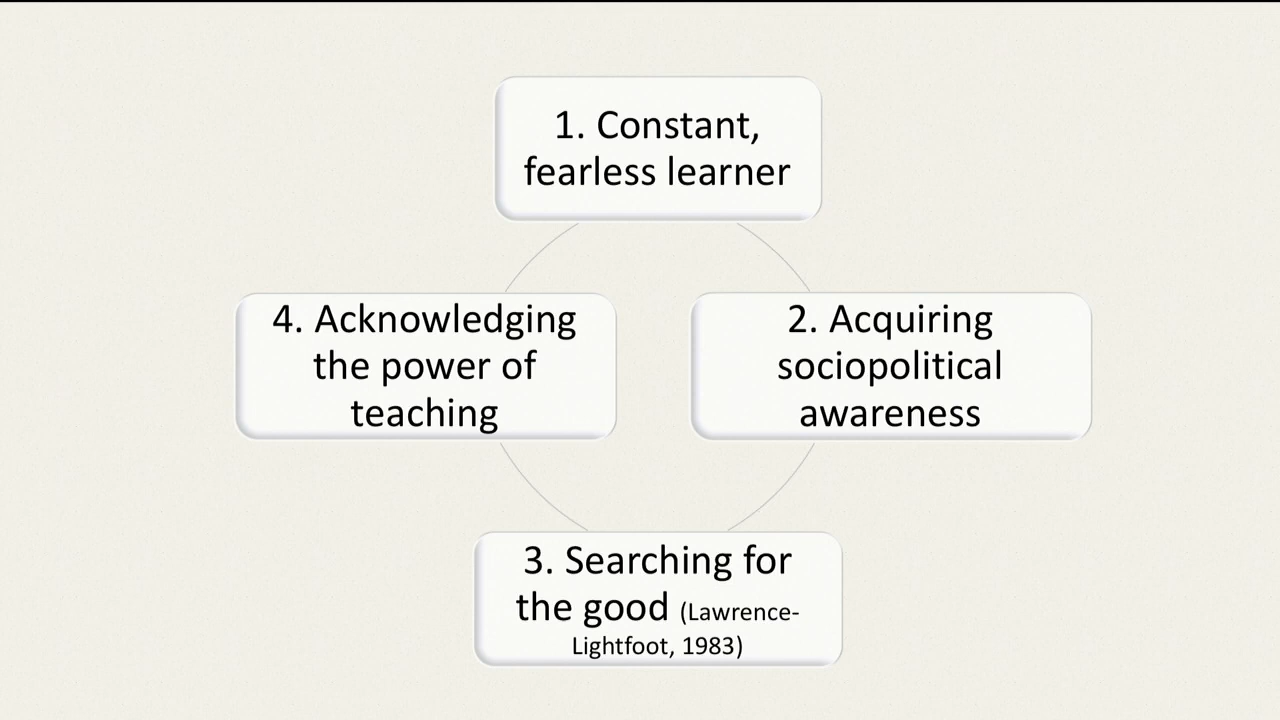 1. Constant,
fearless learner
2. Acquiring
sociopolitical
awareness
3. Searching for
the good (Lawrence-
Lightfoot, 1983)
4. Acknowledging
the power of
teaching